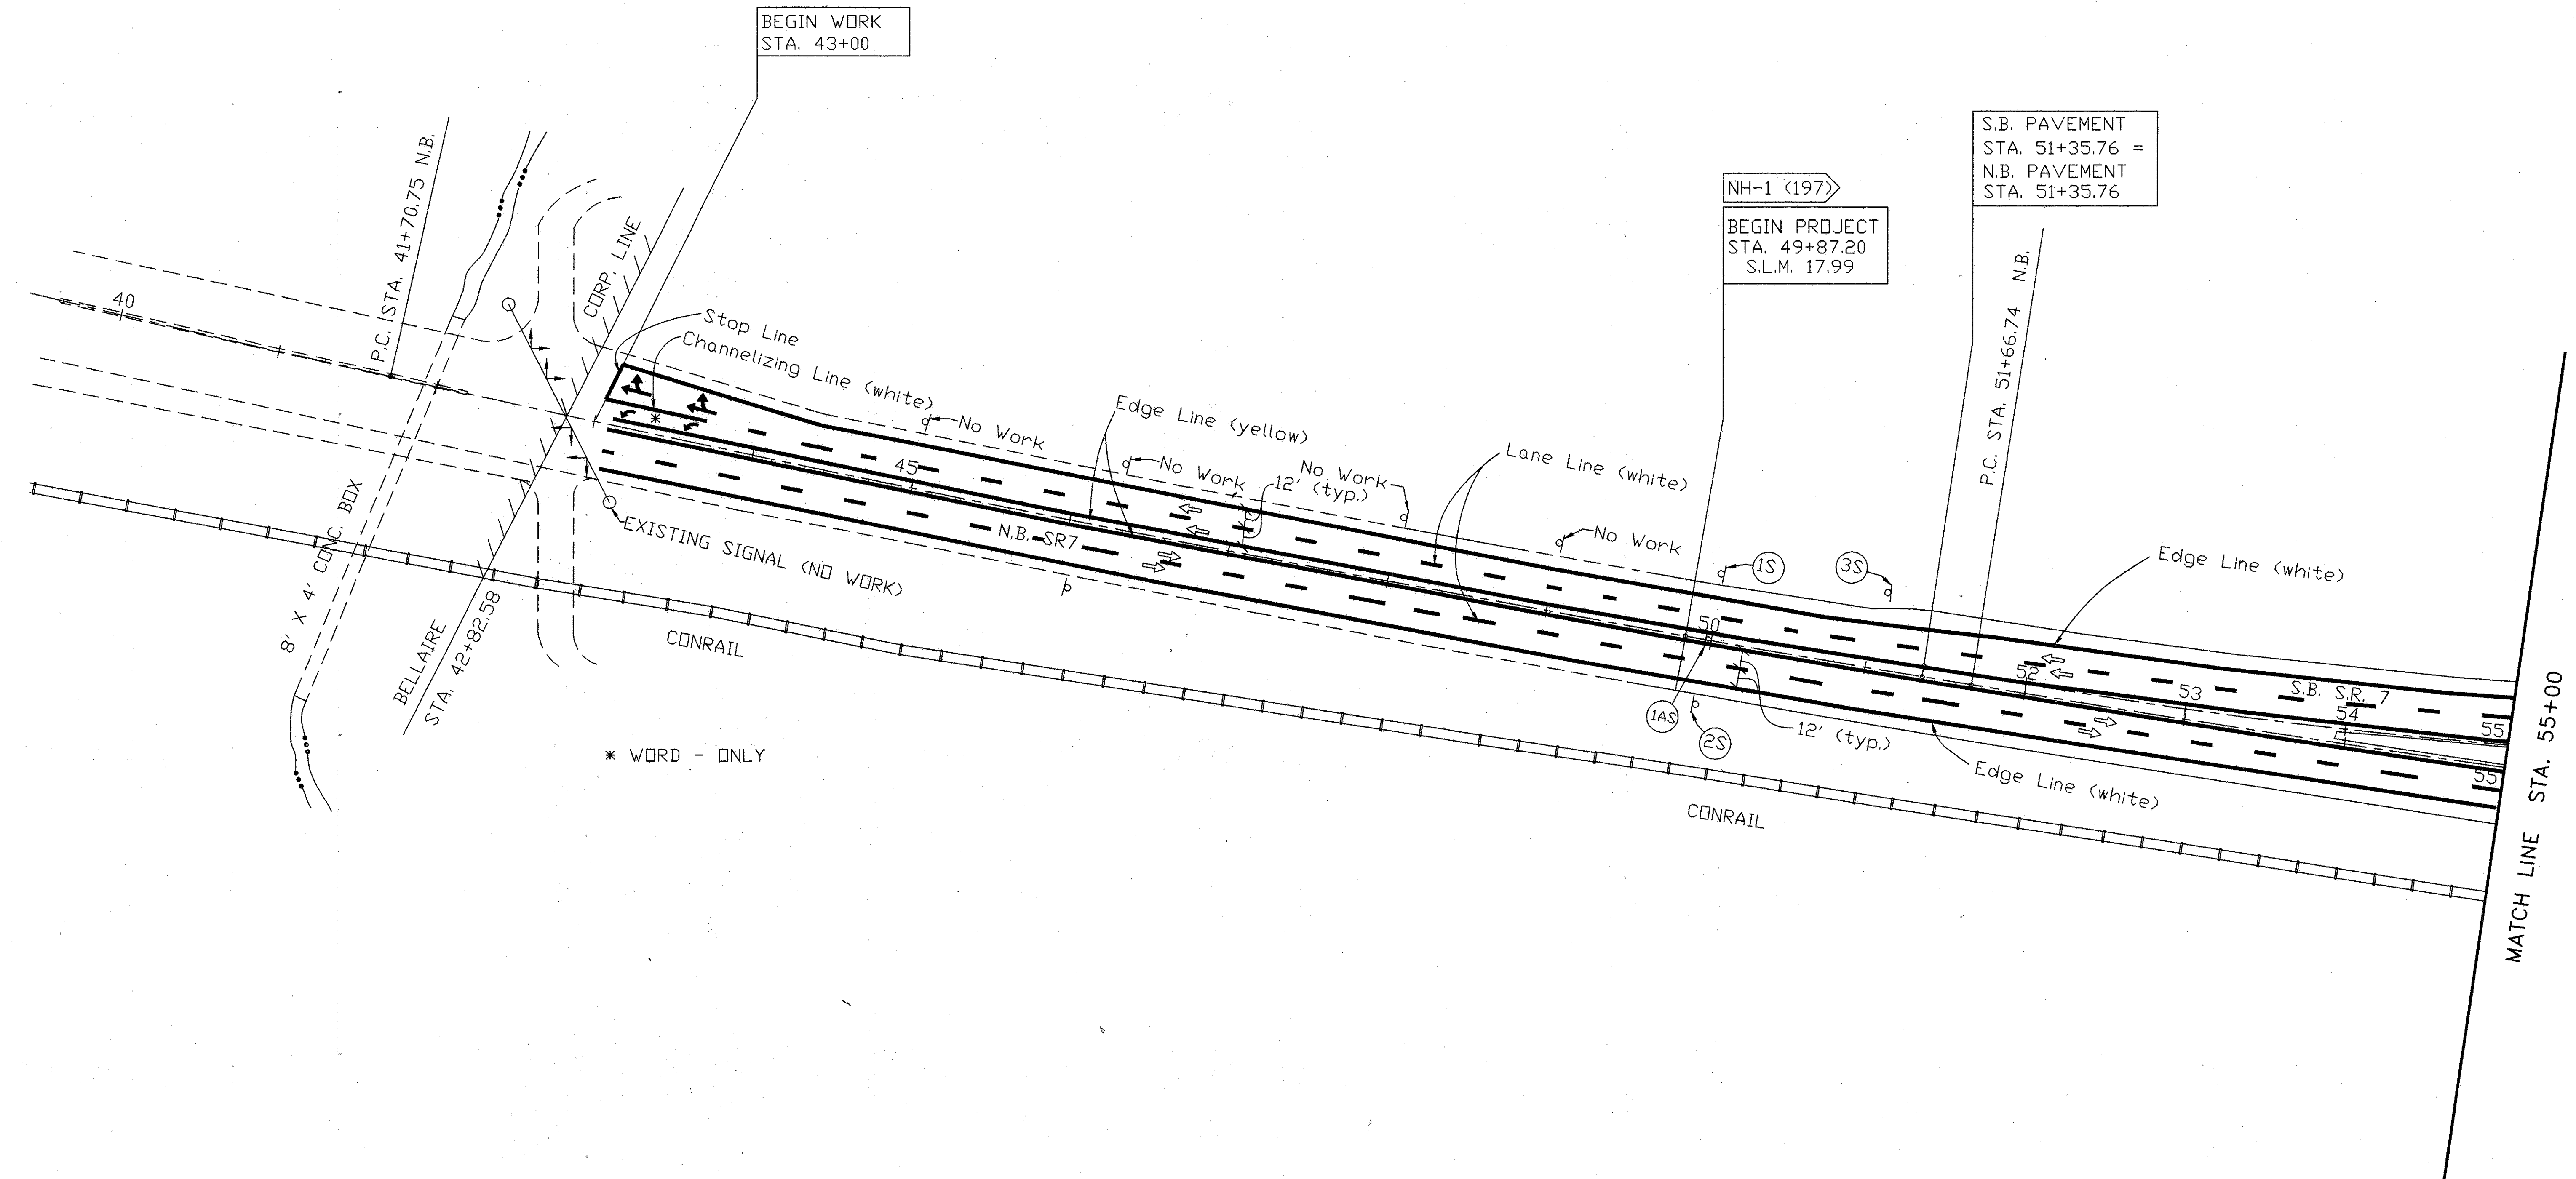 BEGIN WORK
STA. 43+00
S.B. PAVEMENT
STA. 51+35.76 =
N.B. PAVEMENT
STA. 51+35.76
NH-1 (197)
BEGIN PROJECT
STA. 49+87.20
S.L.M. 17.99
P.C. STA. 41+70.75 N.B.
CORP. LINE
P.C. STA. 51+66.74 N.B.
40
Stop Line
Channelizing Line (white)
No Work
Edge Line (yellow)
No Work
No Work
12' (typ.)
Lane Line (white)
No Work
1S
3S
Edge Line (white)
*
45
N.B. SR7
EXISTING SIGNAL (NO WORK)
8' X 4' CONC. BOX
BELLAIRE
STA. 42+82.58
CONRAIL
50
52
53
S.B. S.R. 7
54
55
55
1AS
2S
12' (typ.)
Edge Line (white)
* WORD - ONLY
CONRAIL
MATCH LINE STA. 55+00